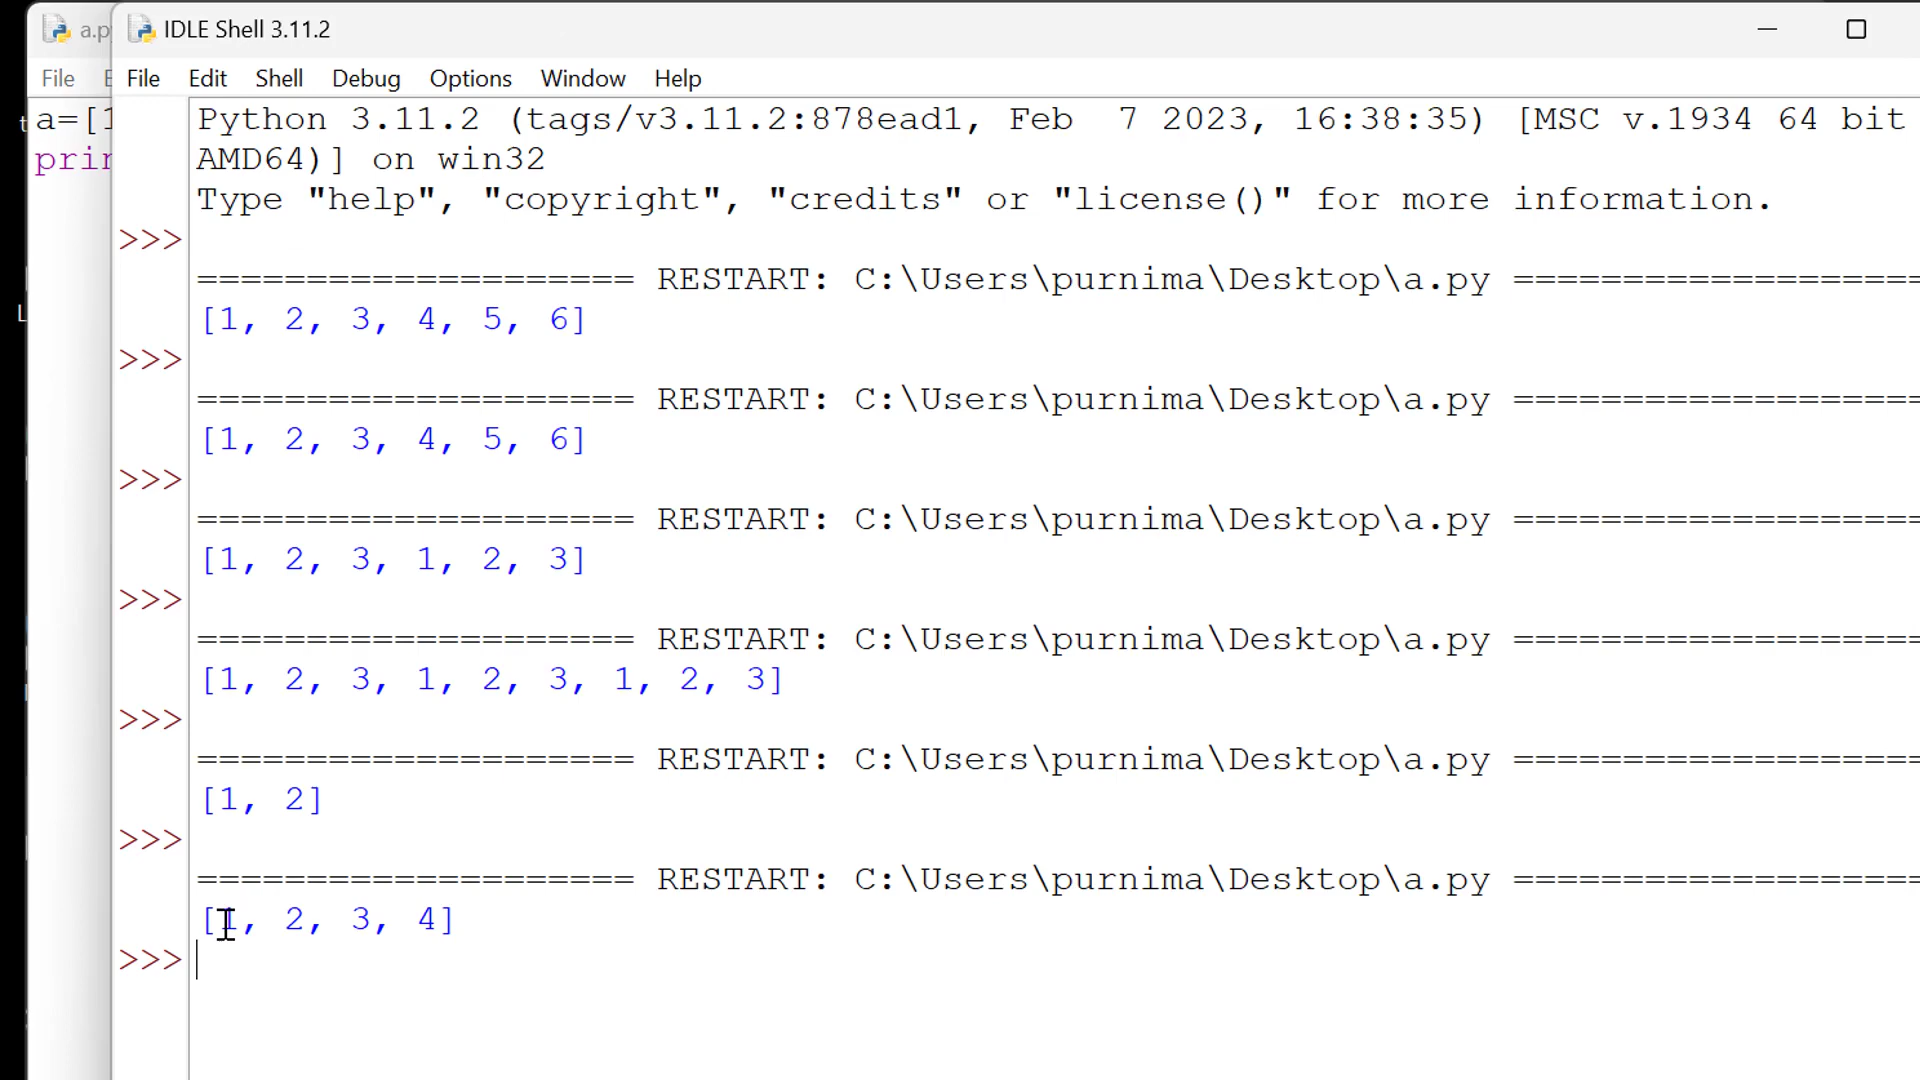 a.p
IDLE Shell 3.11.2
File
File Edit Shell Debug Options Window Help
a=[1
prin
Python 3.11.2 (tags/v3.11.2:878ead1, Feb  7 2023, 16:38:35) [MSC v.1934 64 bit
AMD64)] on win32
Type "help", "copyright", "credits" or "license()" for more information.
>>>
==================== RESTART: C:\Users\purnima\Desktop\a.py ===================
[1, 2, 3, 4, 5, 6]
>>>
==================== RESTART: C:\Users\purnima\Desktop\a.py ===================
[1, 2, 3, 4, 5, 6]
>>>
==================== RESTART: C:\Users\purnima\Desktop\a.py ===================
[1, 2, 3, 1, 2, 3]
>>>
==================== RESTART: C:\Users\purnima\Desktop\a.py ===================
[1, 2, 3, 1, 2, 3, 1, 2, 3]
>>>
==================== RESTART: C:\Users\purnima\Desktop\a.py ===================
[1, 2]
>>>
==================== RESTART: C:\Users\purnima\Desktop\a.py ===================
[1, 2, 3, 4]
>>>